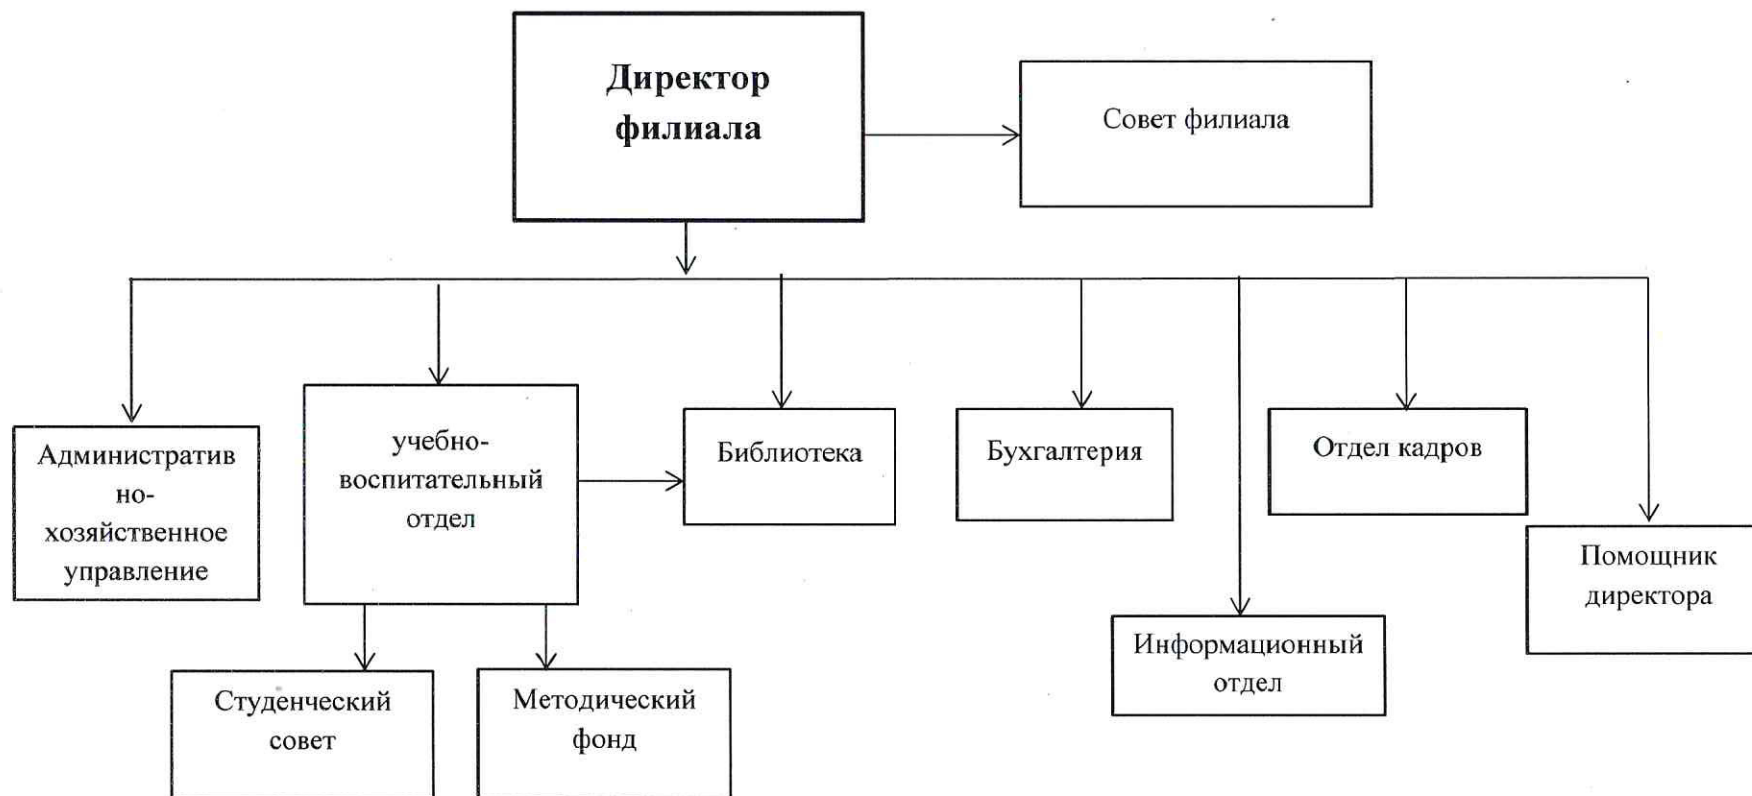 Директор
филиала
Совет филиала
Административ
но-
хозяйственное
управление
учебно-
воспитательный
отдел
Библиотека
Бухгалтерия
Отдел кадров
Помощник
директора
Информационный
отдел
Студенческий
совет
Методический
фонд